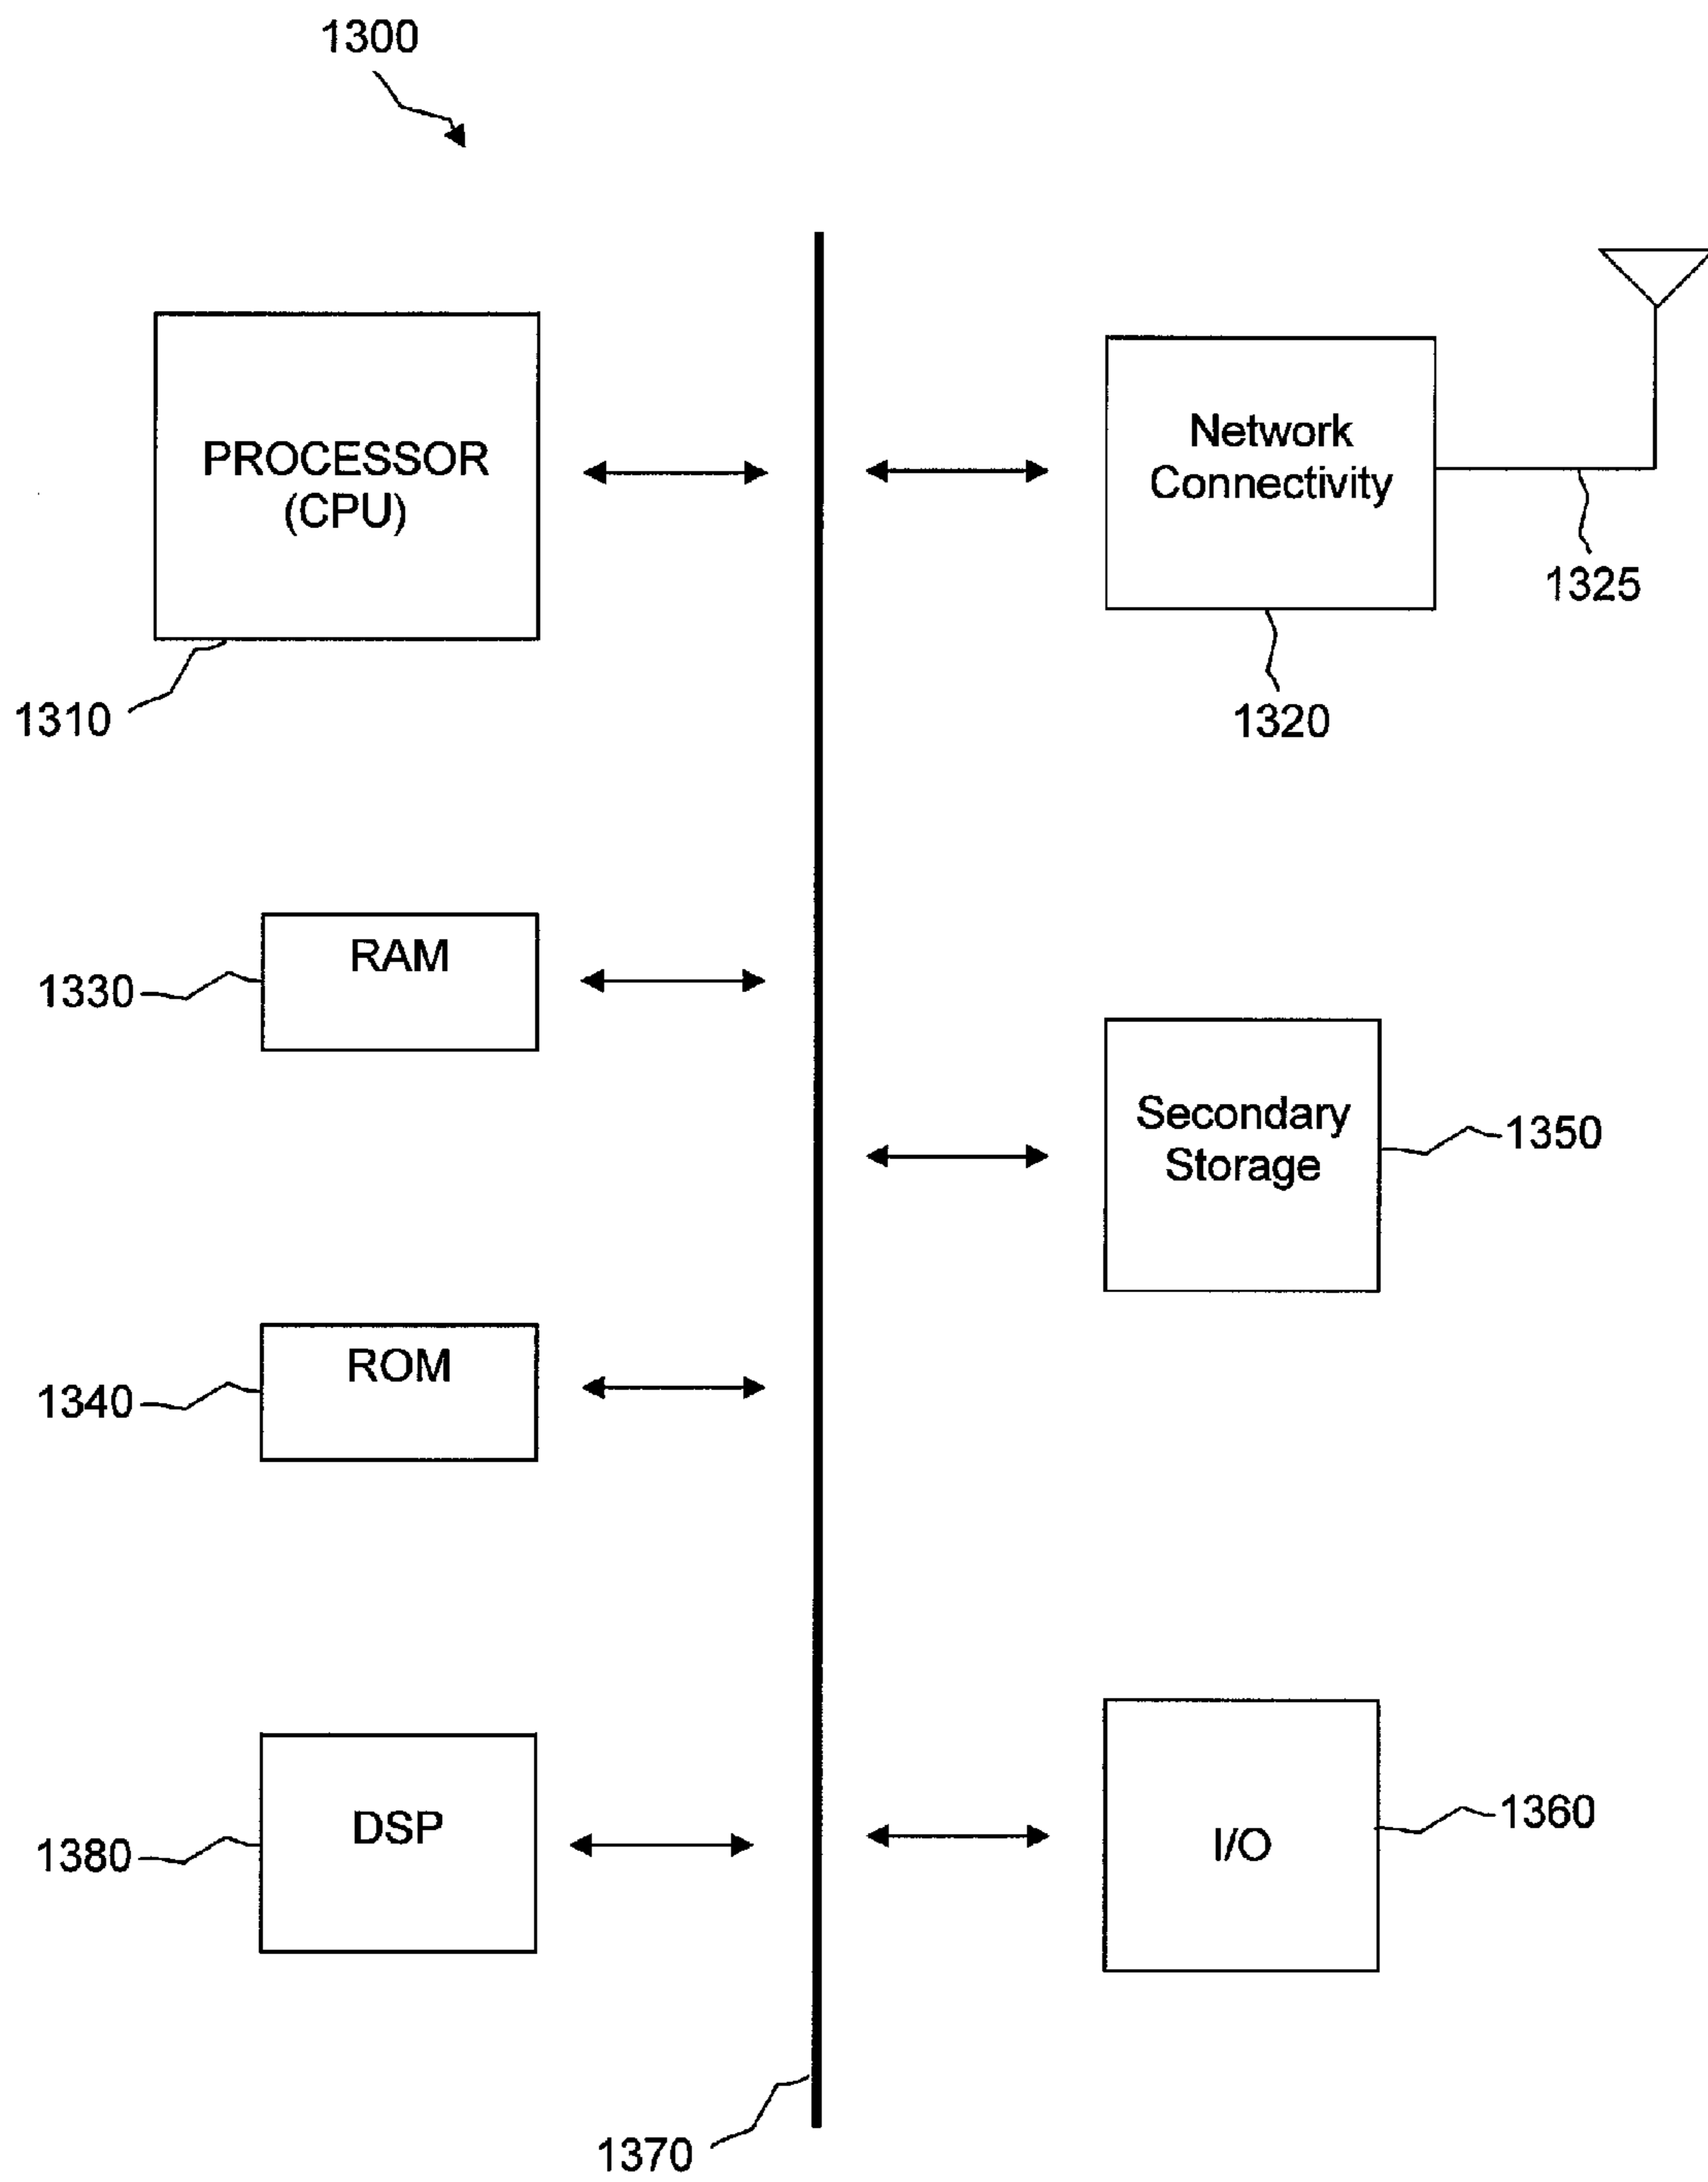 1300
PROCESSOR
(CPU)
Network
Connectivity
1325
1310
1320
RAM
1330
Secondary
Storage
1350
ROM
1340
DSP
1380
I/O
1360
1370